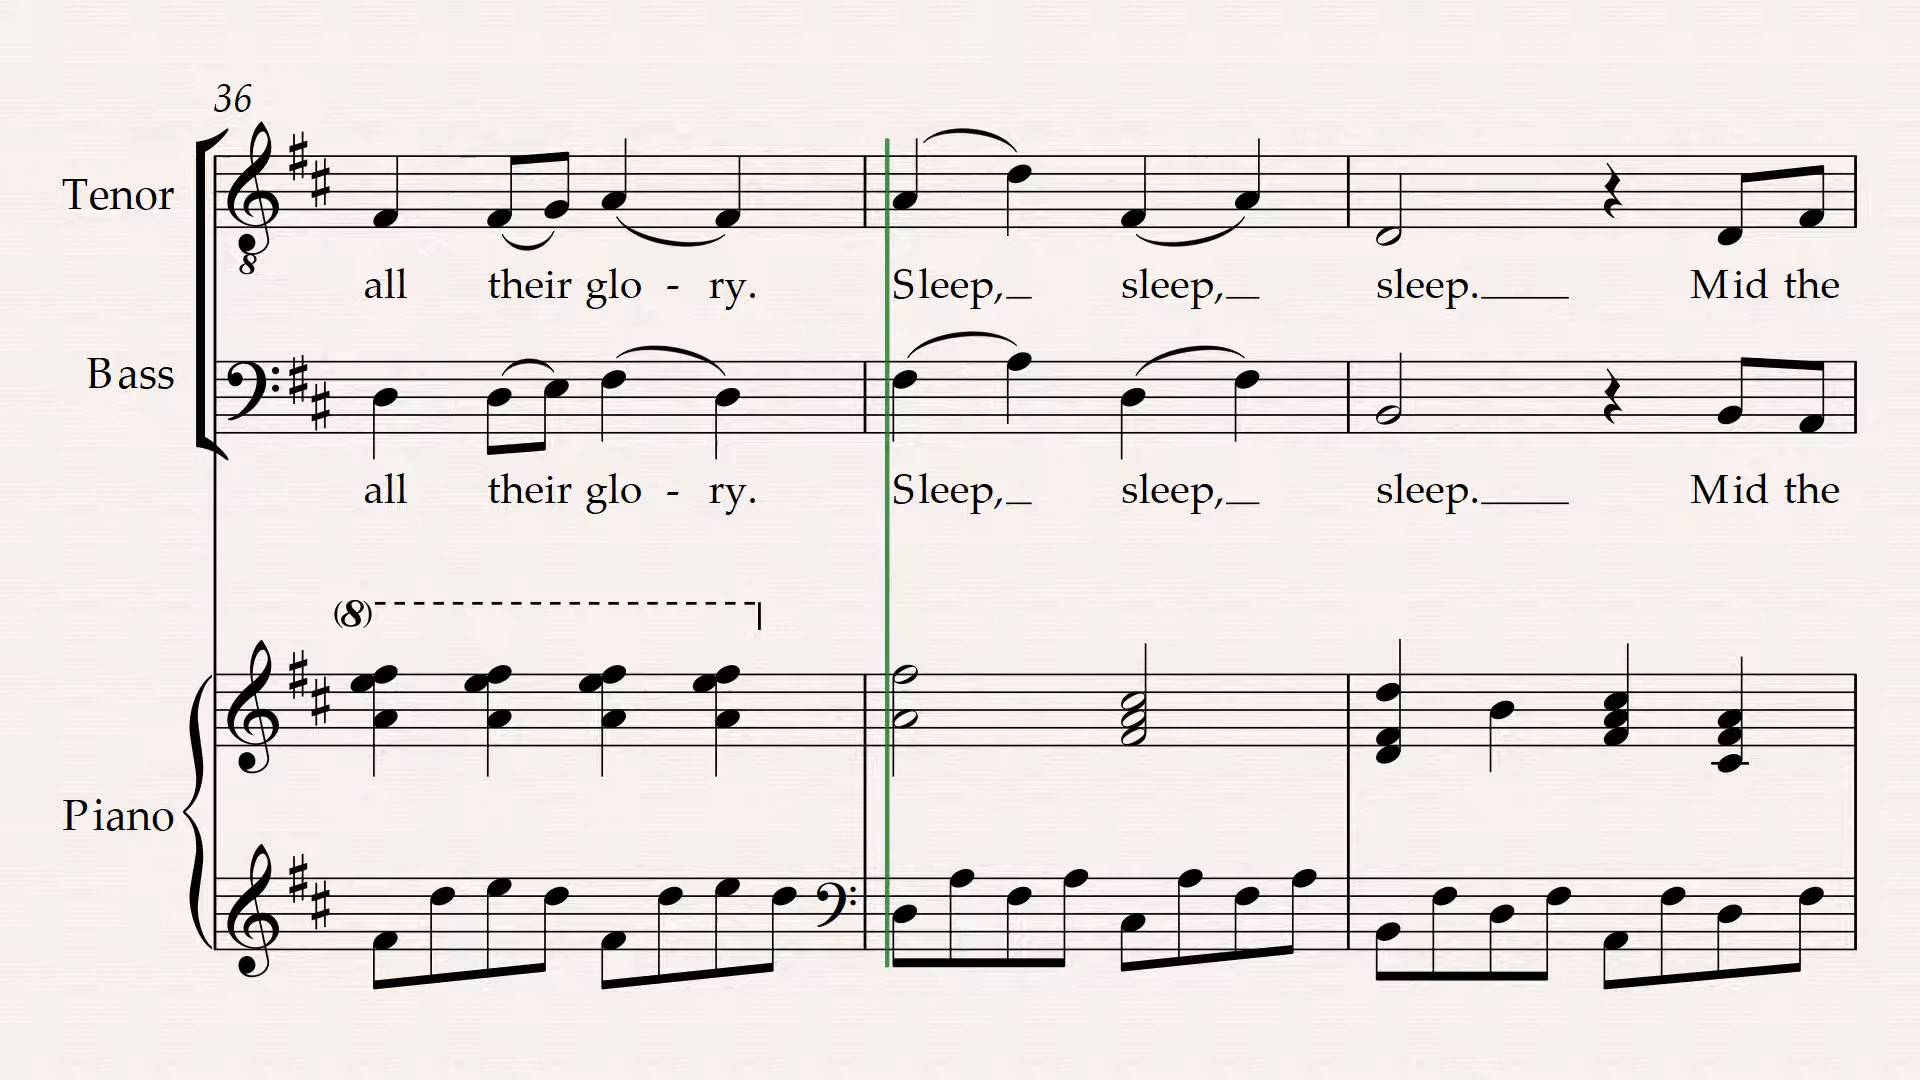 36
Tenor
8
all their glo - ry. Sleep, sleep, sleep. Mid the
Bass
all their glo - ry. Sleep, sleep, sleep. Mid the
(8)
Piano